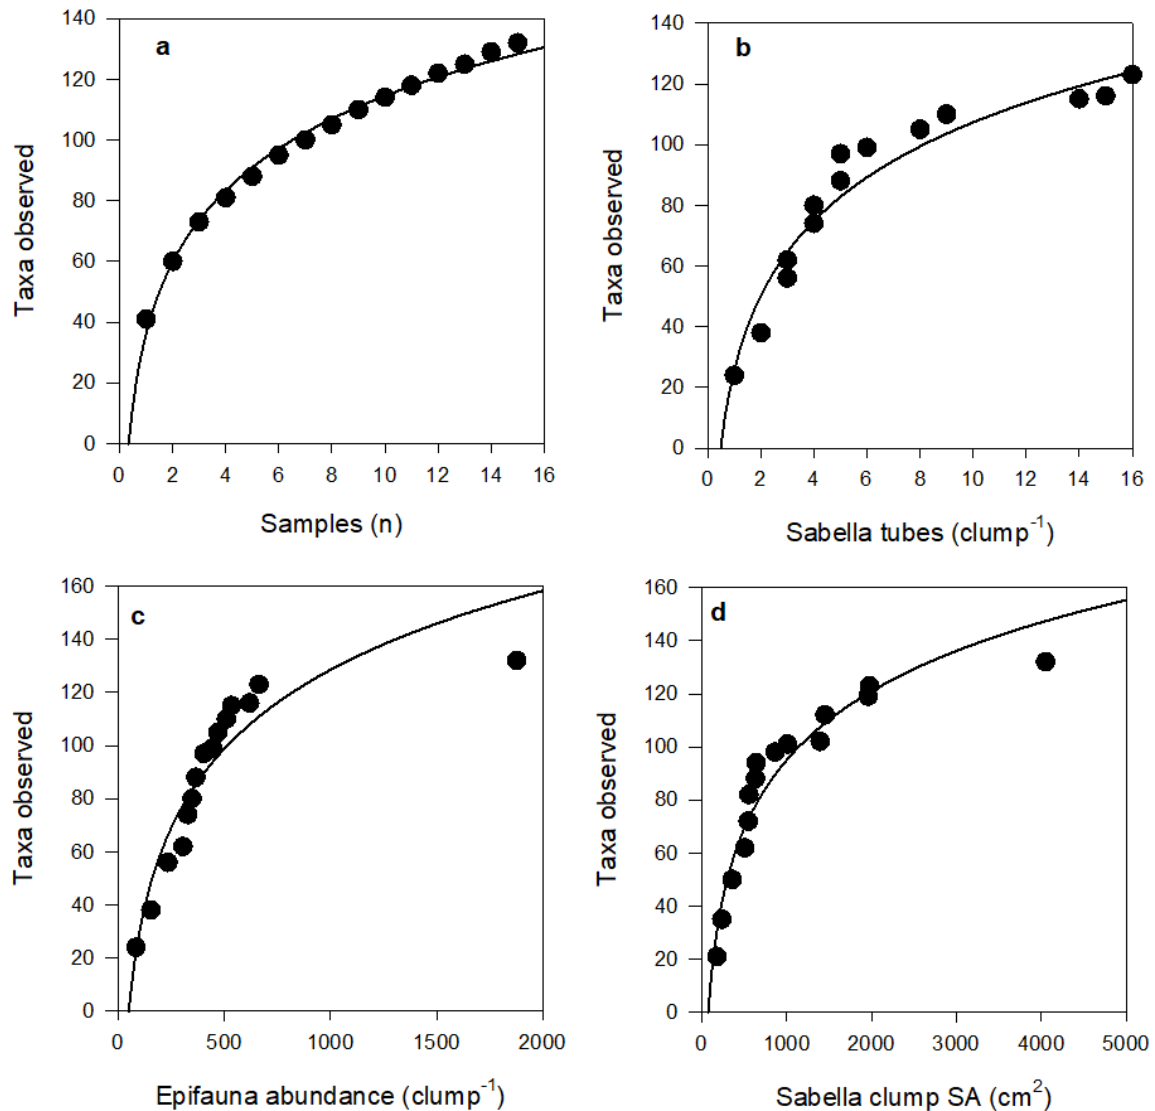 a
Taxa observed
140
120
100
80
60
40
20
0
0 2 4 6 8 10 12 14 16
Samples (n)
b
Taxa observed
140
120
100
80
60
40
20
0
0 2 4 6 8 10 12 14 16
Sabella tubes (clump⁻¹)
c
Taxa observed
160
140
120
100
80
60
40
20
0
0 500 1000 1500 2000
Epifauna abundance (clump⁻¹)
d
Taxa observed
160
140
120
100
80
60
40
20
0
0 1000 2000 3000 4000 5000
Sabella clump SA (cm²)